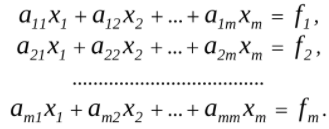 a₁₁x₁ + a₁₂x₂ + ... + a₁ₘxₘ = f₁,
a₂₁x₁ + a₂₂x₂ + ... + a₂ₘxₘ = f₂,
......................................
aₘ₁x₁ + aₘ₂x₂ + ... + aₘₘxₘ = fₘ.